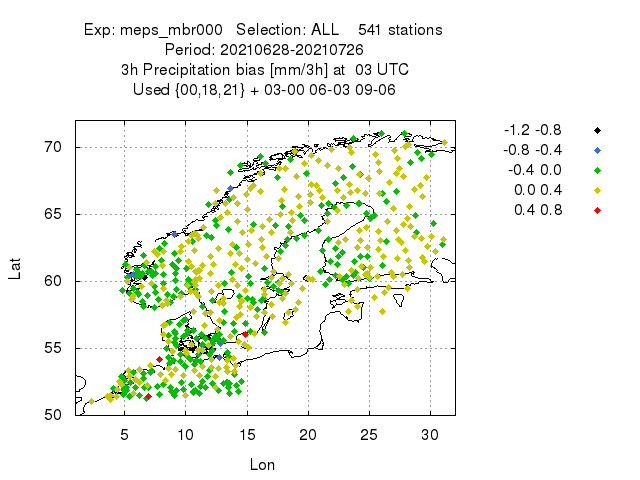 Exp: meps_mbr000 Selection: ALL 541 stations
Period: 20210628-20210726
3h Precipitation bias [mm/3h] at 03 UTC
Used {00,18,21} + 03-00 06-03 09-06
-1.2 -0.8
-0.8 -0.4
-0.4 0.0
0.0 0.4
0.4 0.8
70
65
60
55
50
Lat
5 10 15 20 25 30
Lon